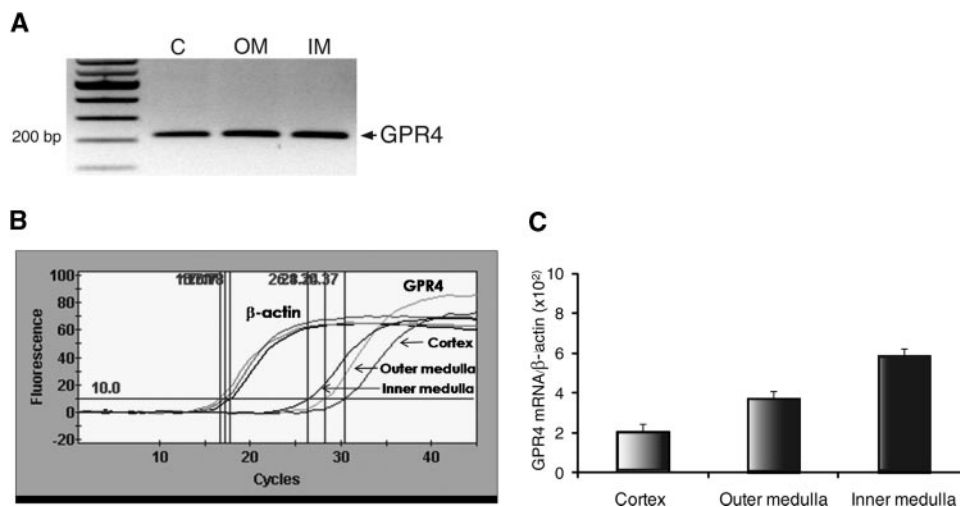 A
C OM IM
200 bp
GPR4
B
C
100
80
60
40
20
0
-20
Fluorescence
10.0
β-actin
GPR4
Cortex
Outer medulla
Inner medulla
10 20 30 40
Cycles
GPR4 mRNA/β-actin (x10²)
10
8
6
4
2
0
Cortex Outer medulla Inner medulla